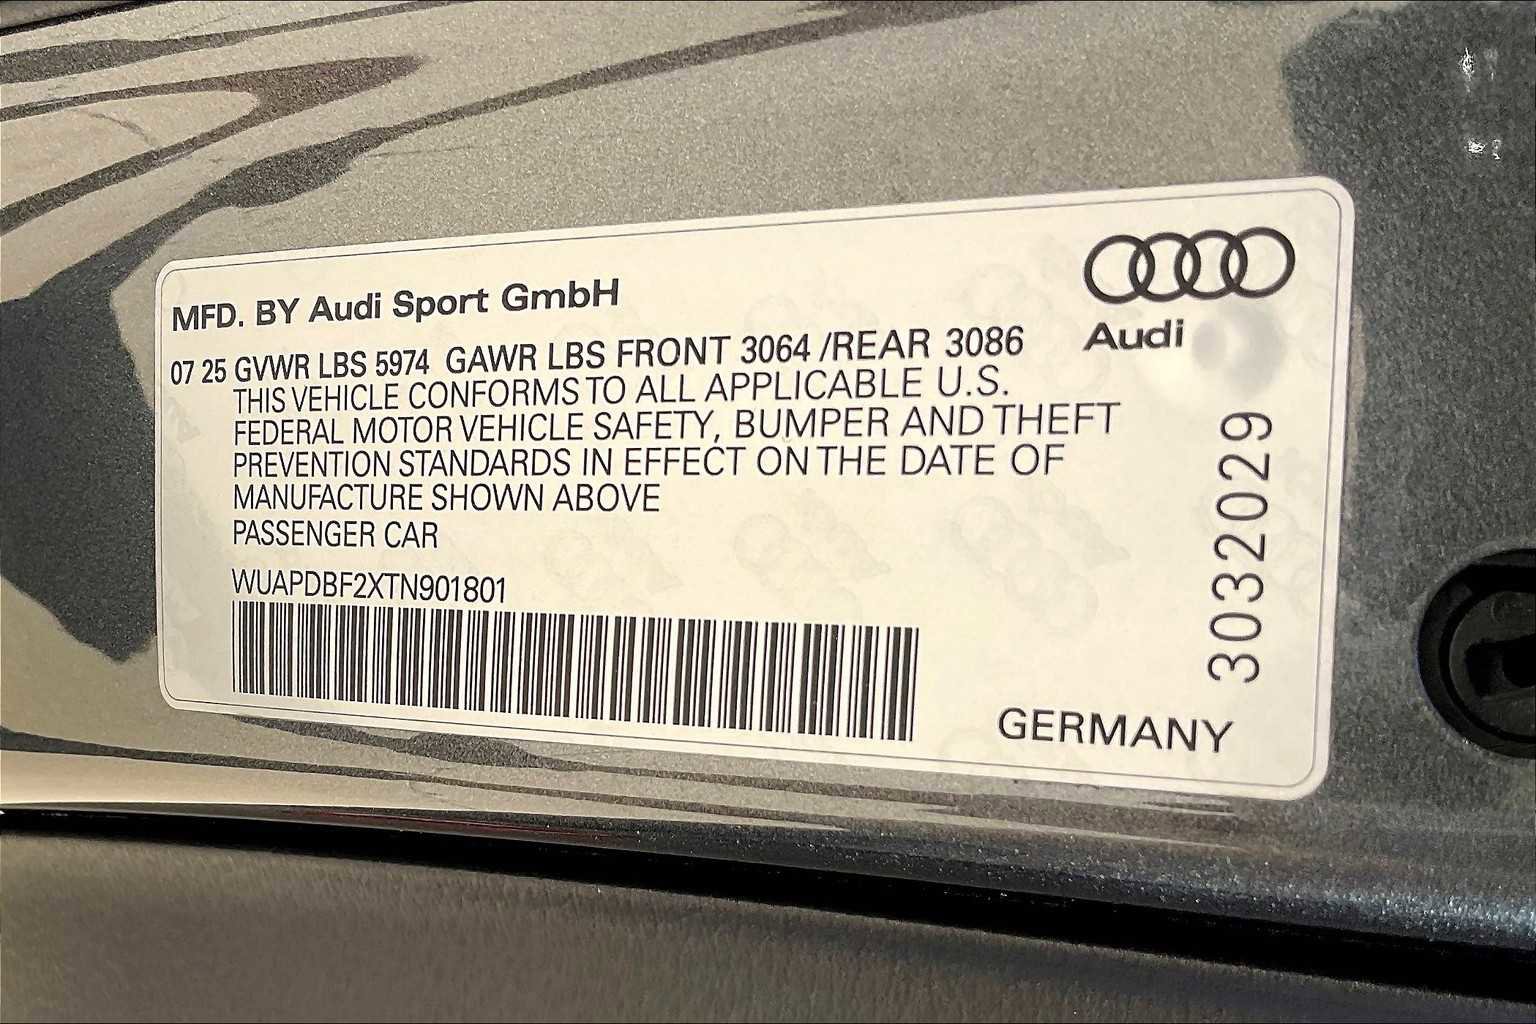 MFD. BY Audi Sport GmbH
Audi
07 25 GVWR LBS 5974 GAWR LBS FRONT 3064 /REAR 3086
THIS VEHICLE CONFORMS TO ALL APPLICABLE U.S.
FEDERAL MOTOR VEHICLE SAFETY, BUMPER AND THEFT
PREVENTION STANDARDS IN EFFECT ON THE DATE OF
MANUFACTURE SHOWN ABOVE
PASSENGER CAR
WUAPDBF2XTN901801
3032029
GERMANY